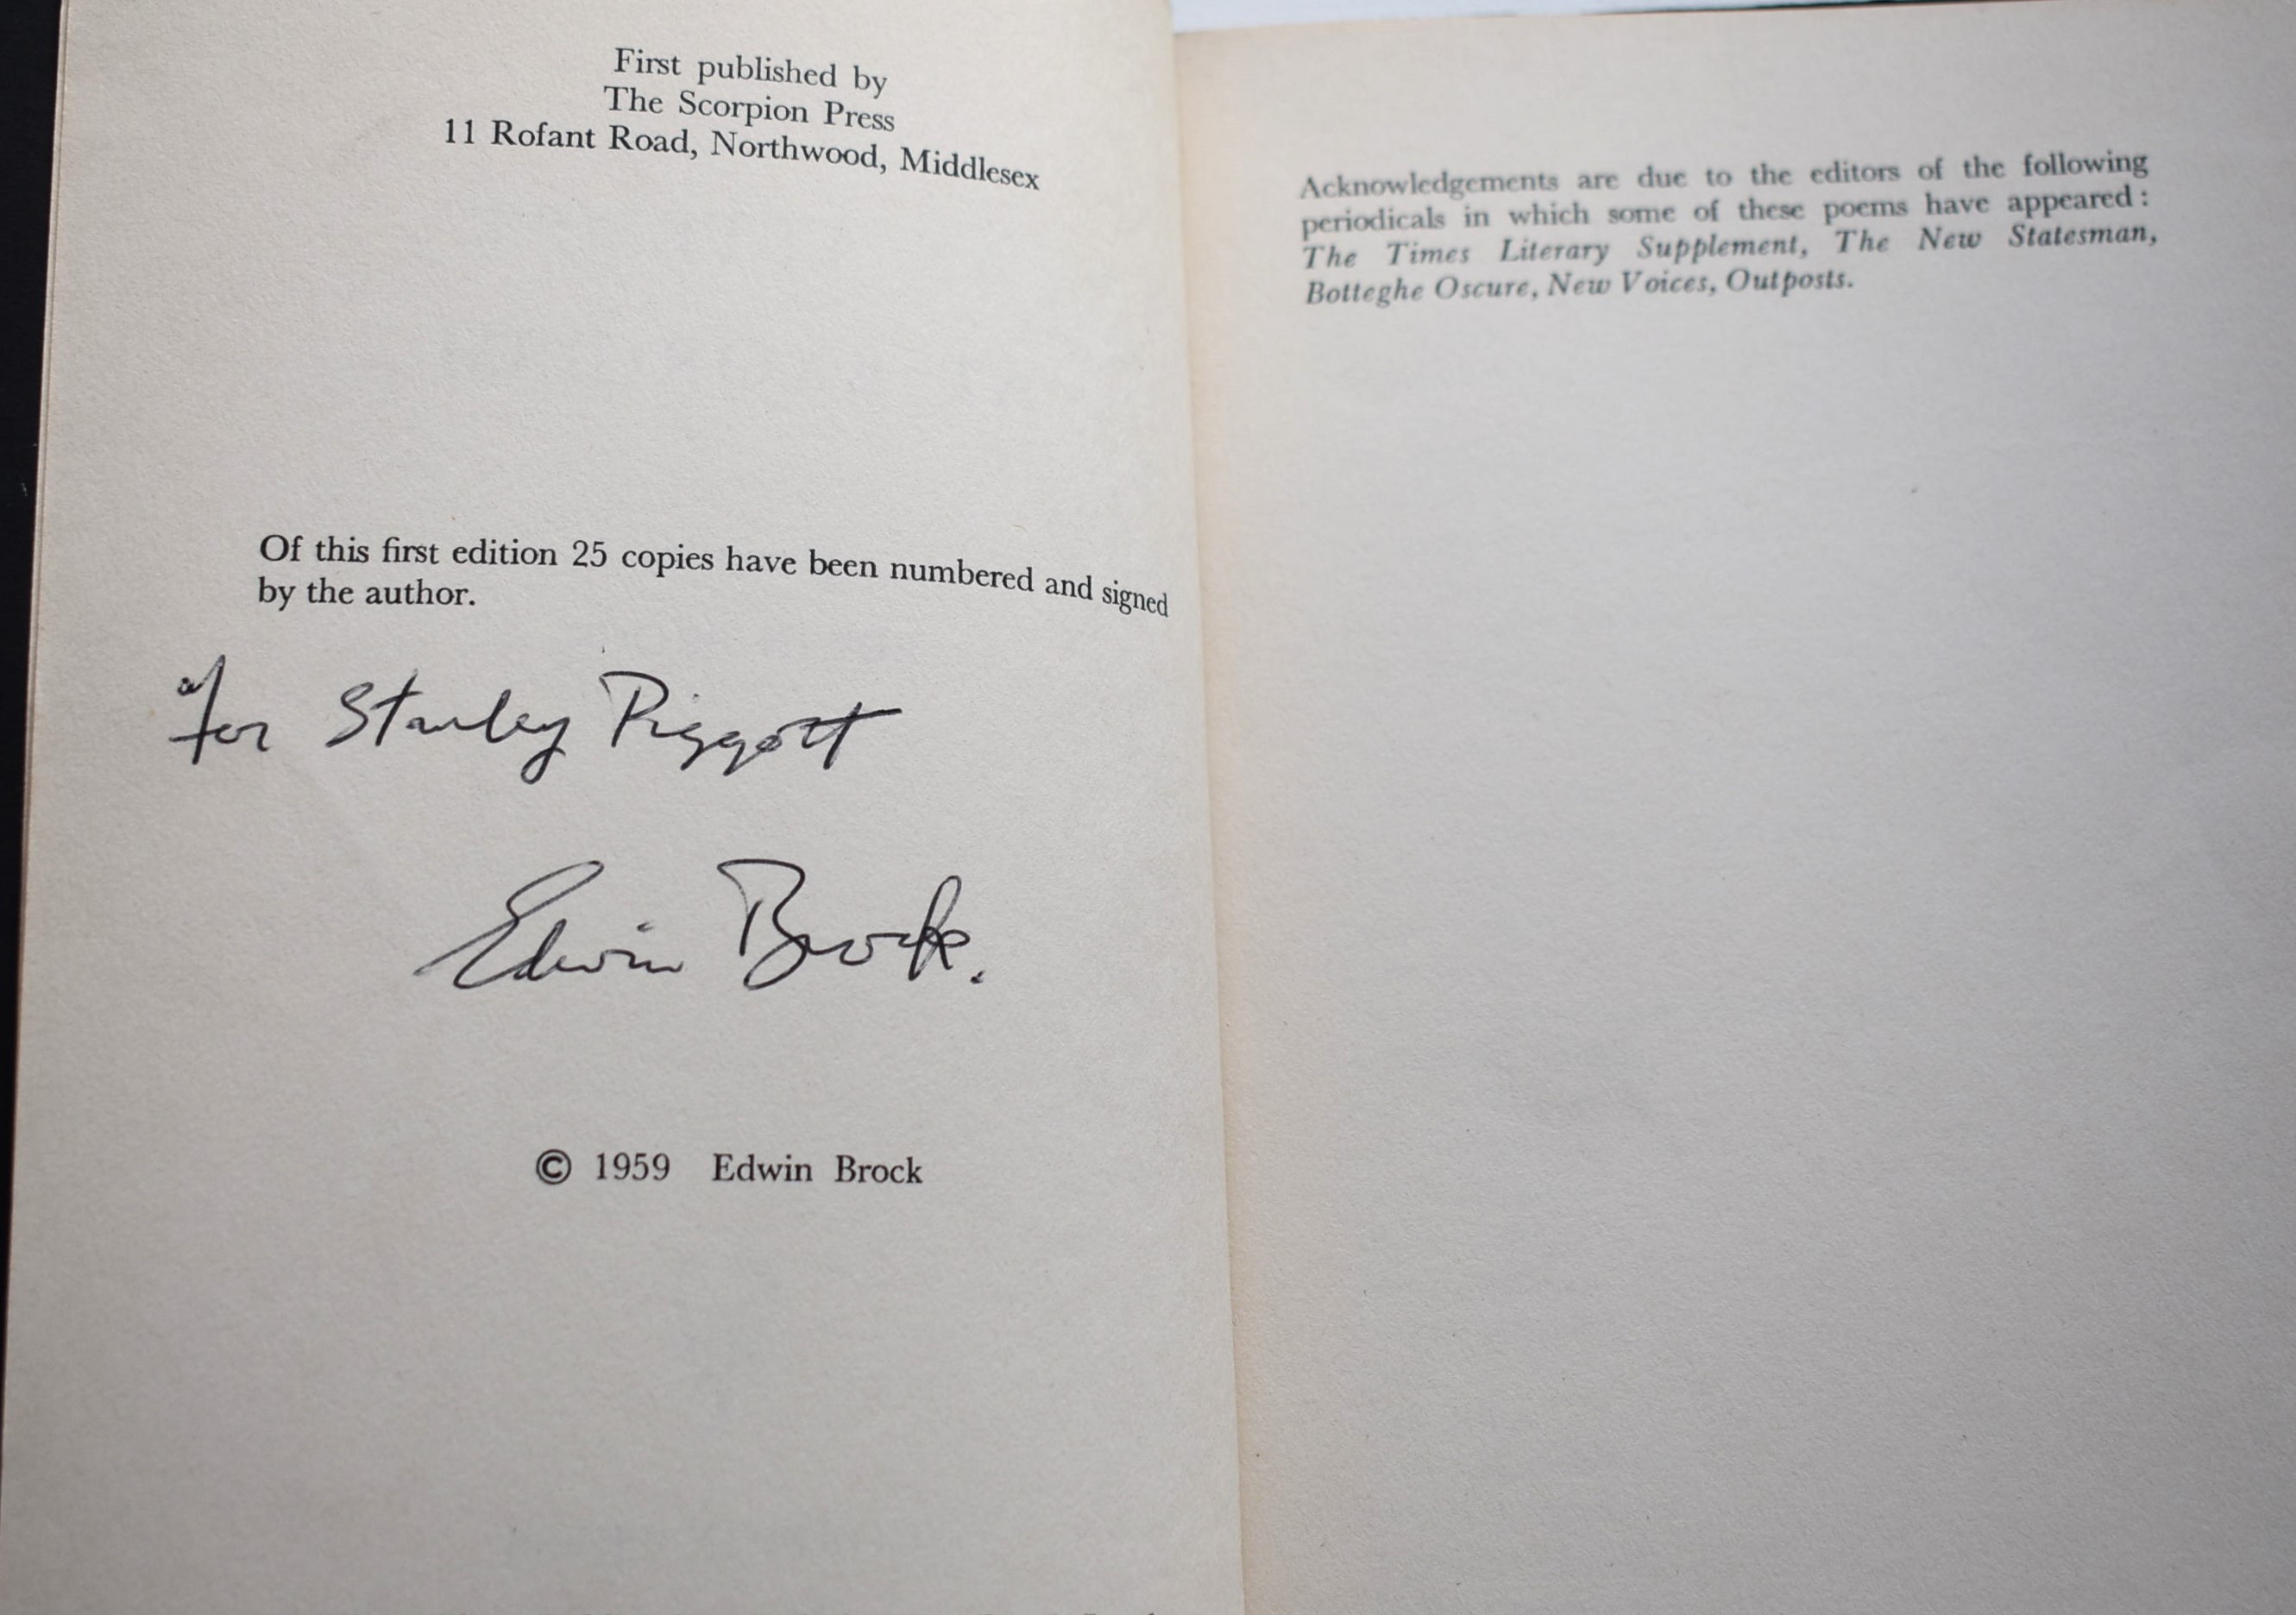 First published by
The Scorpion Press
11 Rofant Road, Northwood, Middlesex
Of this first edition 25 copies have been numbered and signed
by the author.
for Stanley Piggott
Edwin Brock.
© 1959 Edwin Brock
Acknowledgements are due to the editors of the following
periodicals in which some of these poems have appeared :
The Times Literary Supplement, The New Statesman,
Botteghe Oscure, New Voices, Outposts.